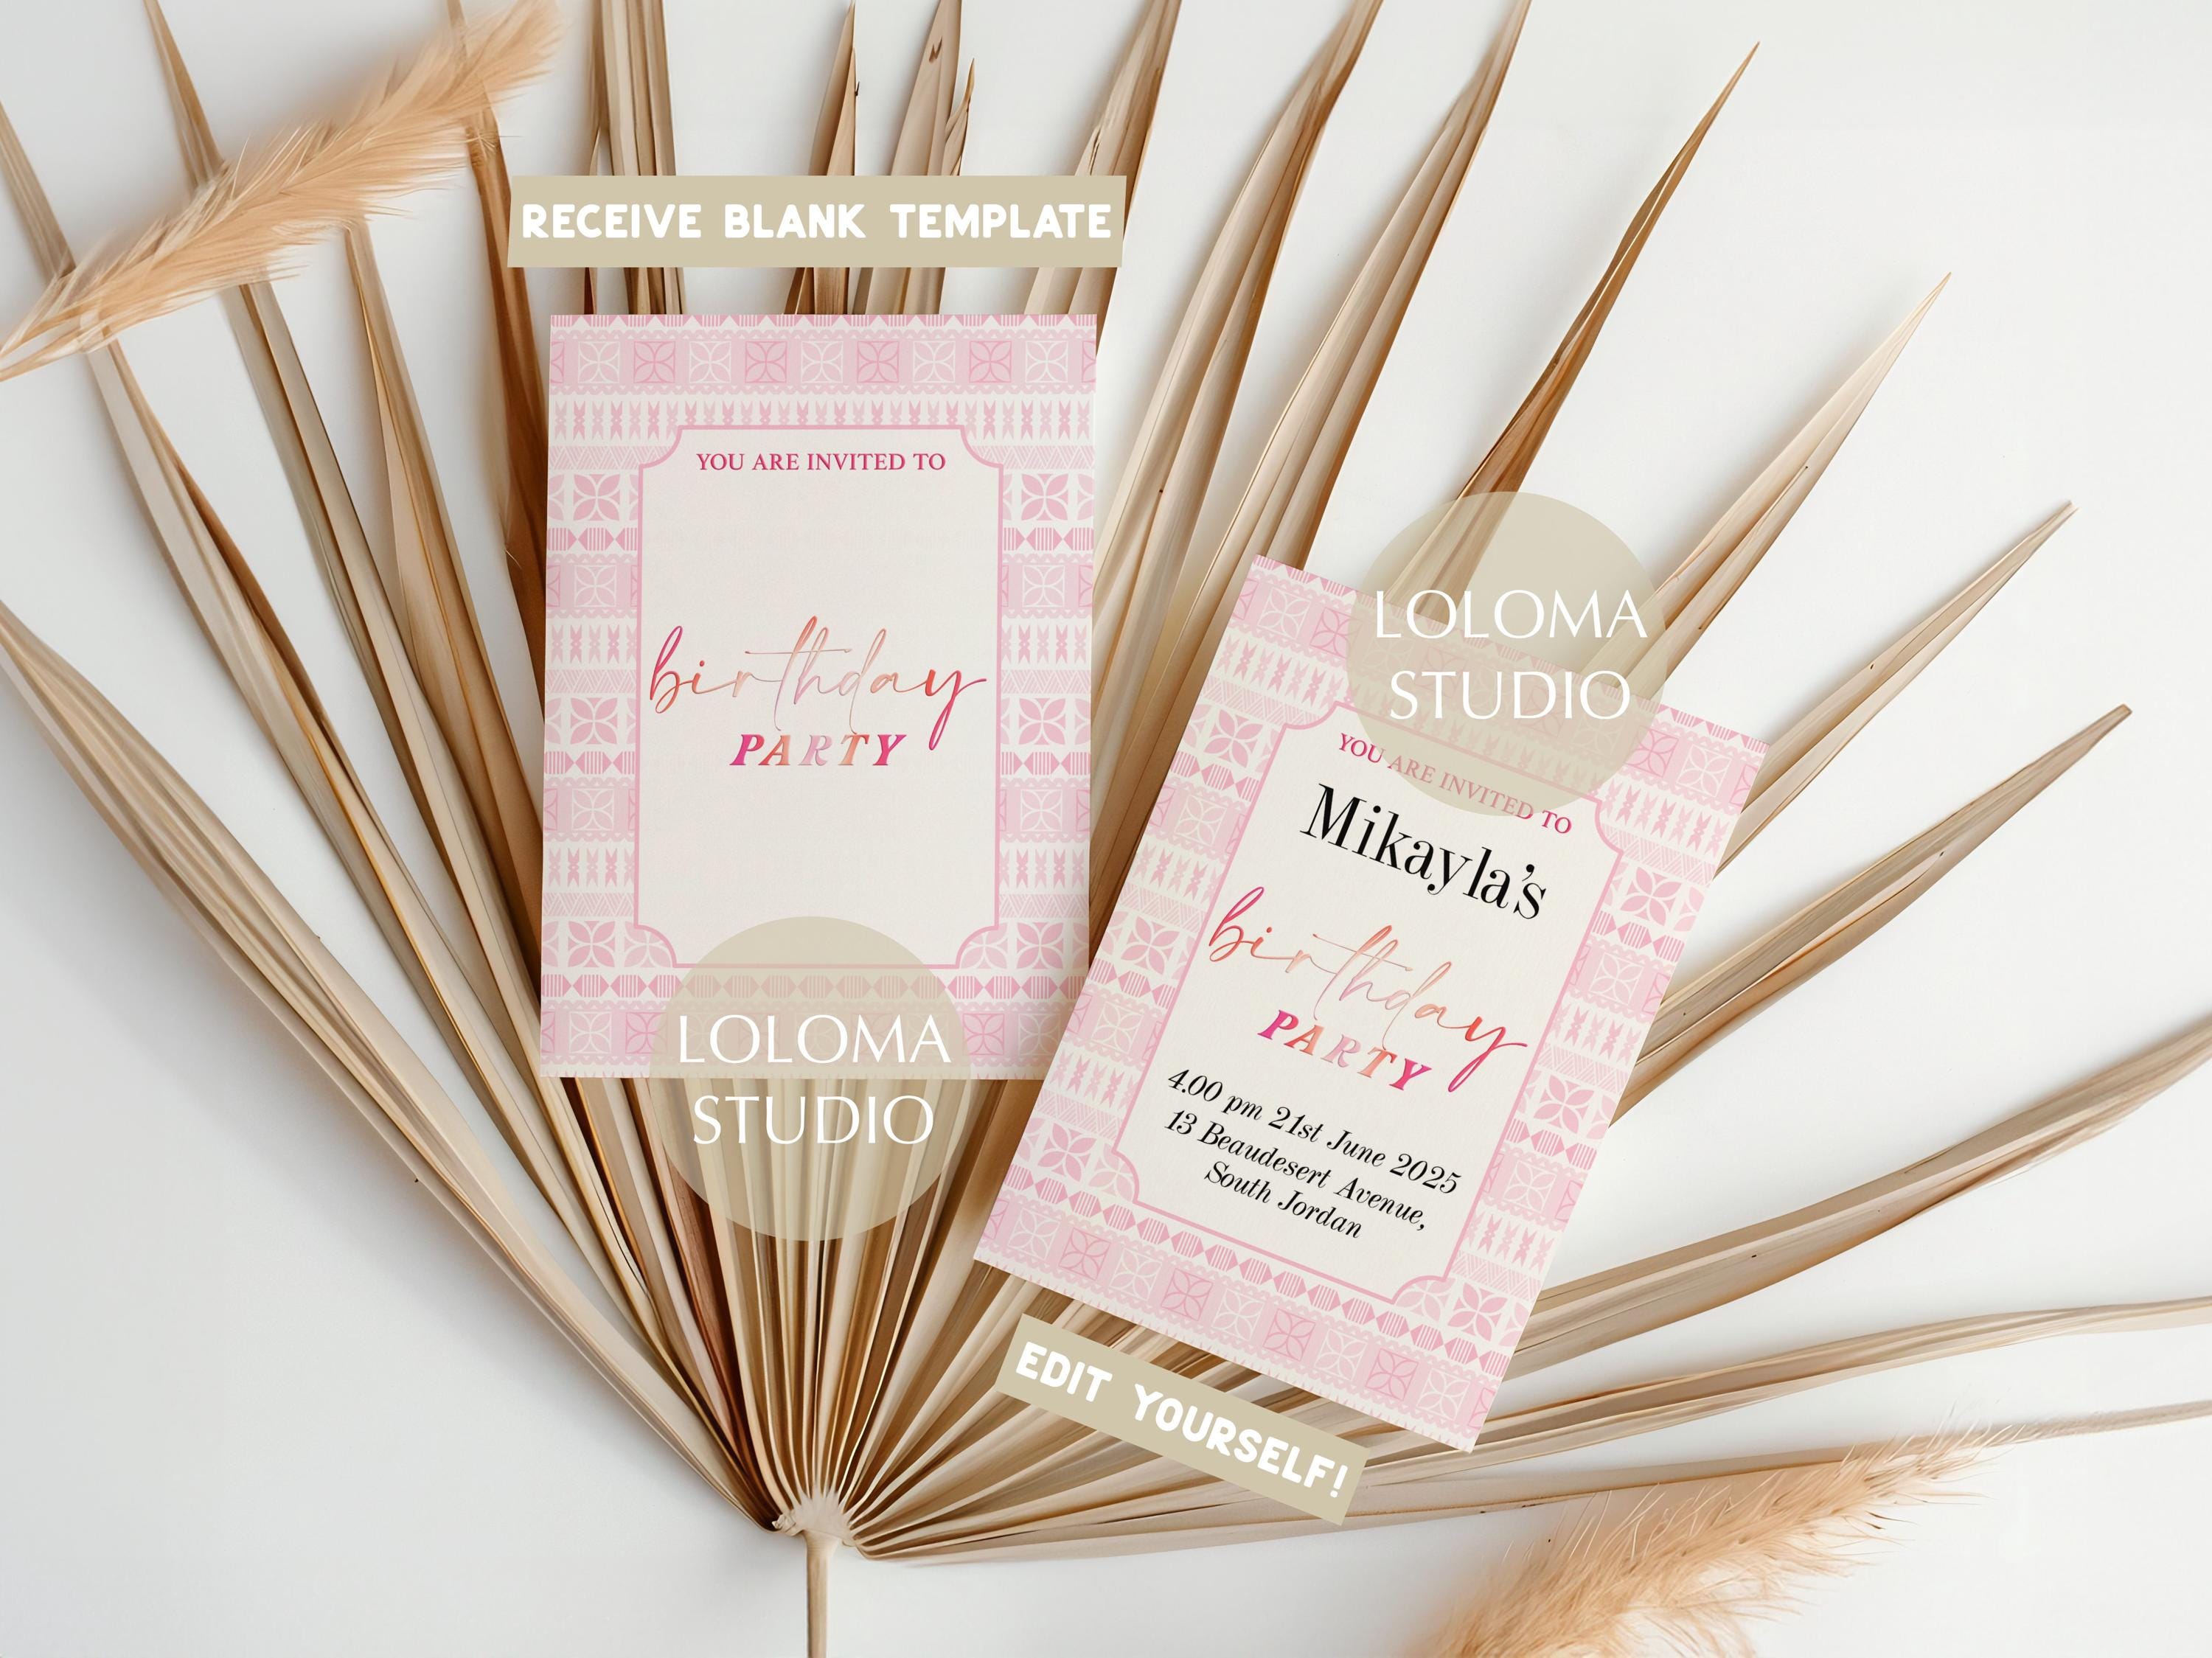 RECEIVE BLANK TEMPLATE
YOU ARE INVITED TO
birthday
PARTY
LOLOMA
STUDIO
LOLOMA
STUDIO
YOU ARE INVITED TO
Mikayla's
birthday
PARTY
4.00 pm 21st June 2025
13 Beaudesert Avenue,
South Jordan
EDIT YOURSELF!